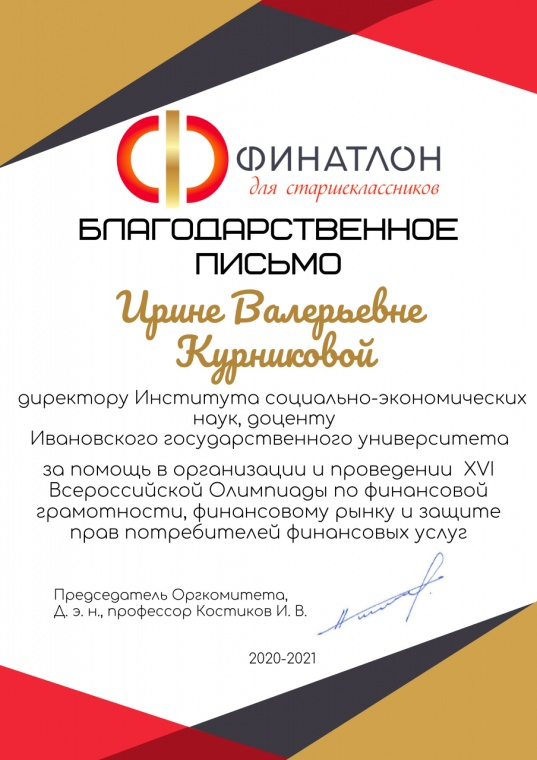 ФИНАТЛОН
для старшеклассников
БЛАГОДАРСТВЕННОЕ
ПИСЬМО
Ирине Валерьевне
Курниковой
директору Института социально-экономических
наук, доценту
Ивановского государственного университета
за помощь в организации и проведении XVI
Всероссийской Олимпиады по финансовой
грамотности, финансовому рынку и защите
прав потребителей финансовых услуг
Председатель Оргкомитета,
Д. э. н., профессор Костиков И. В.
2020-2021